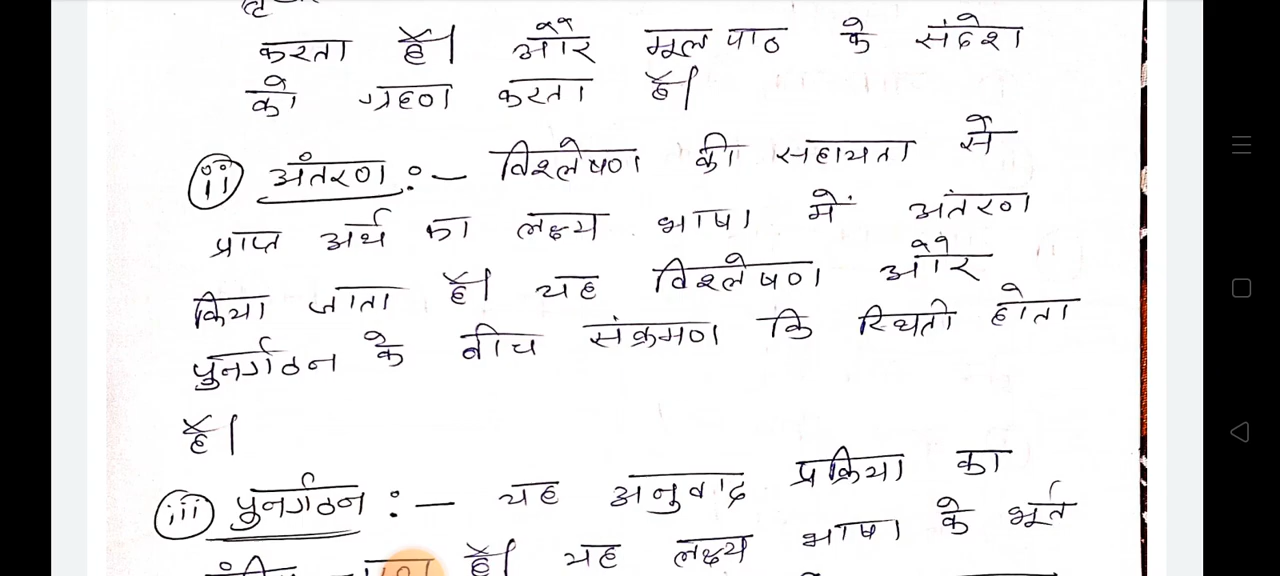 करता है। और मूल पाठ के संदेश
को ग्रहण करता है।
ii अंतरण :- विश्लेषण की सहायता से
प्राप्त अर्थ का लक्ष्य भाषा में अंतरण
किया जाता है। यह विश्लेषण और
पुनर्गठन के बीच संक्रमण कि स्थिती होता
है।
iii पुनर्गठन :- यह अनुवाद प्रक्रिया का
है। यह लक्ष्य भाषा के भूर्त